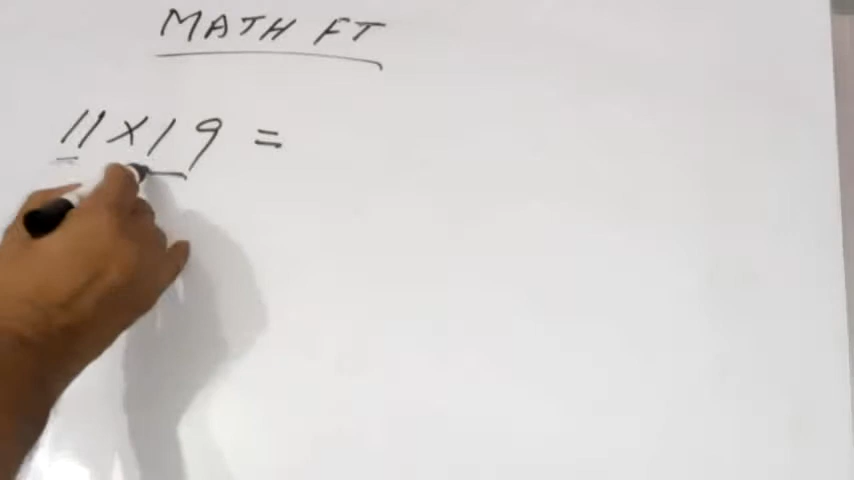 MATH FT
11×19 =